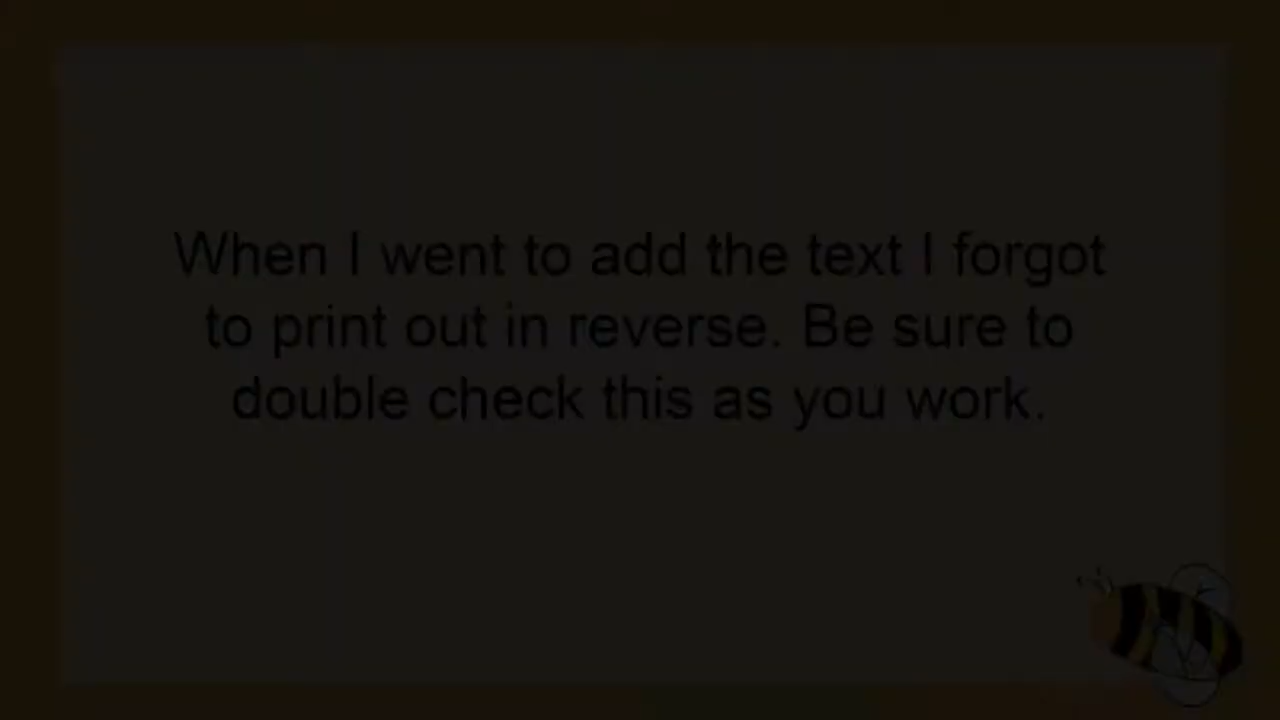 When I went to add the text I forgot
to print out in reverse. Be sure to
double check this as you work.